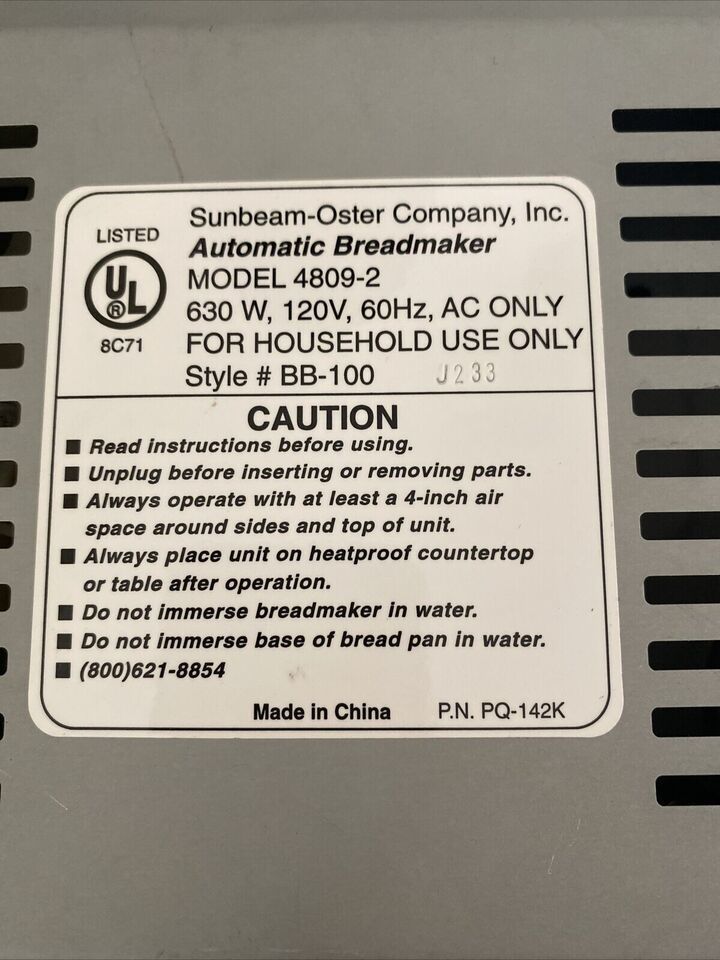 Sunbeam-Oster Company, Inc.
LISTED
Automatic Breadmaker
UL
®
MODEL 4809-2
630 W, 120V, 60Hz, AC ONLY
8C71
FOR HOUSEHOLD USE ONLY
Style # BB-100 J233
CAUTION
■ Read instructions before using.
■ Unplug before inserting or removing parts.
■ Always operate with at least a 4-inch air
space around sides and top of unit.
■ Always place unit on heatproof countertop
or table after operation.
■ Do not immerse breadmaker in water.
■ Do not immerse base of bread pan in water.
■ (800)621-8854
Made in China P.N. PQ-142K